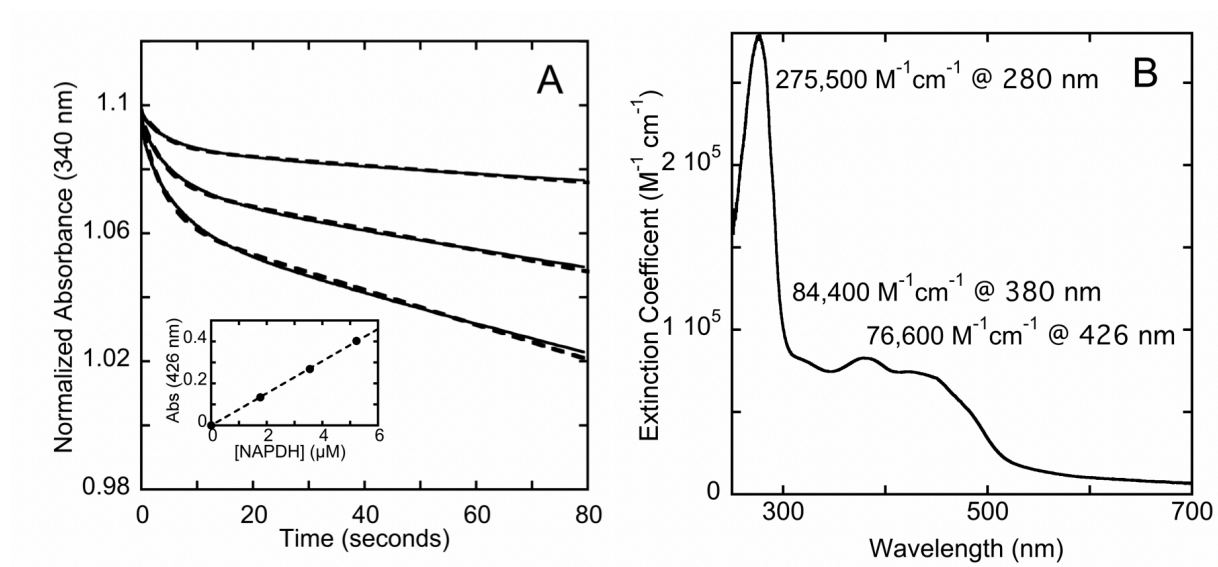 A
Normalized Absorbance (340 nm)
1.1
1.06
1.02
0.98
0 20 40 60 80
Time (seconds)
Abs (426 nm)
0.4
0.2
0
0 2 4 6
[NAPDH] (μM)
B
Extinction Coefficent (M⁻¹ cm⁻¹)
2 10⁵
1 10⁵
0
275,500 M⁻¹cm⁻¹ @ 280 nm
84,400 M⁻¹cm⁻¹ @ 380 nm
76,600 M⁻¹cm⁻¹ @ 426 nm
300 500 700
Wavelength (nm)